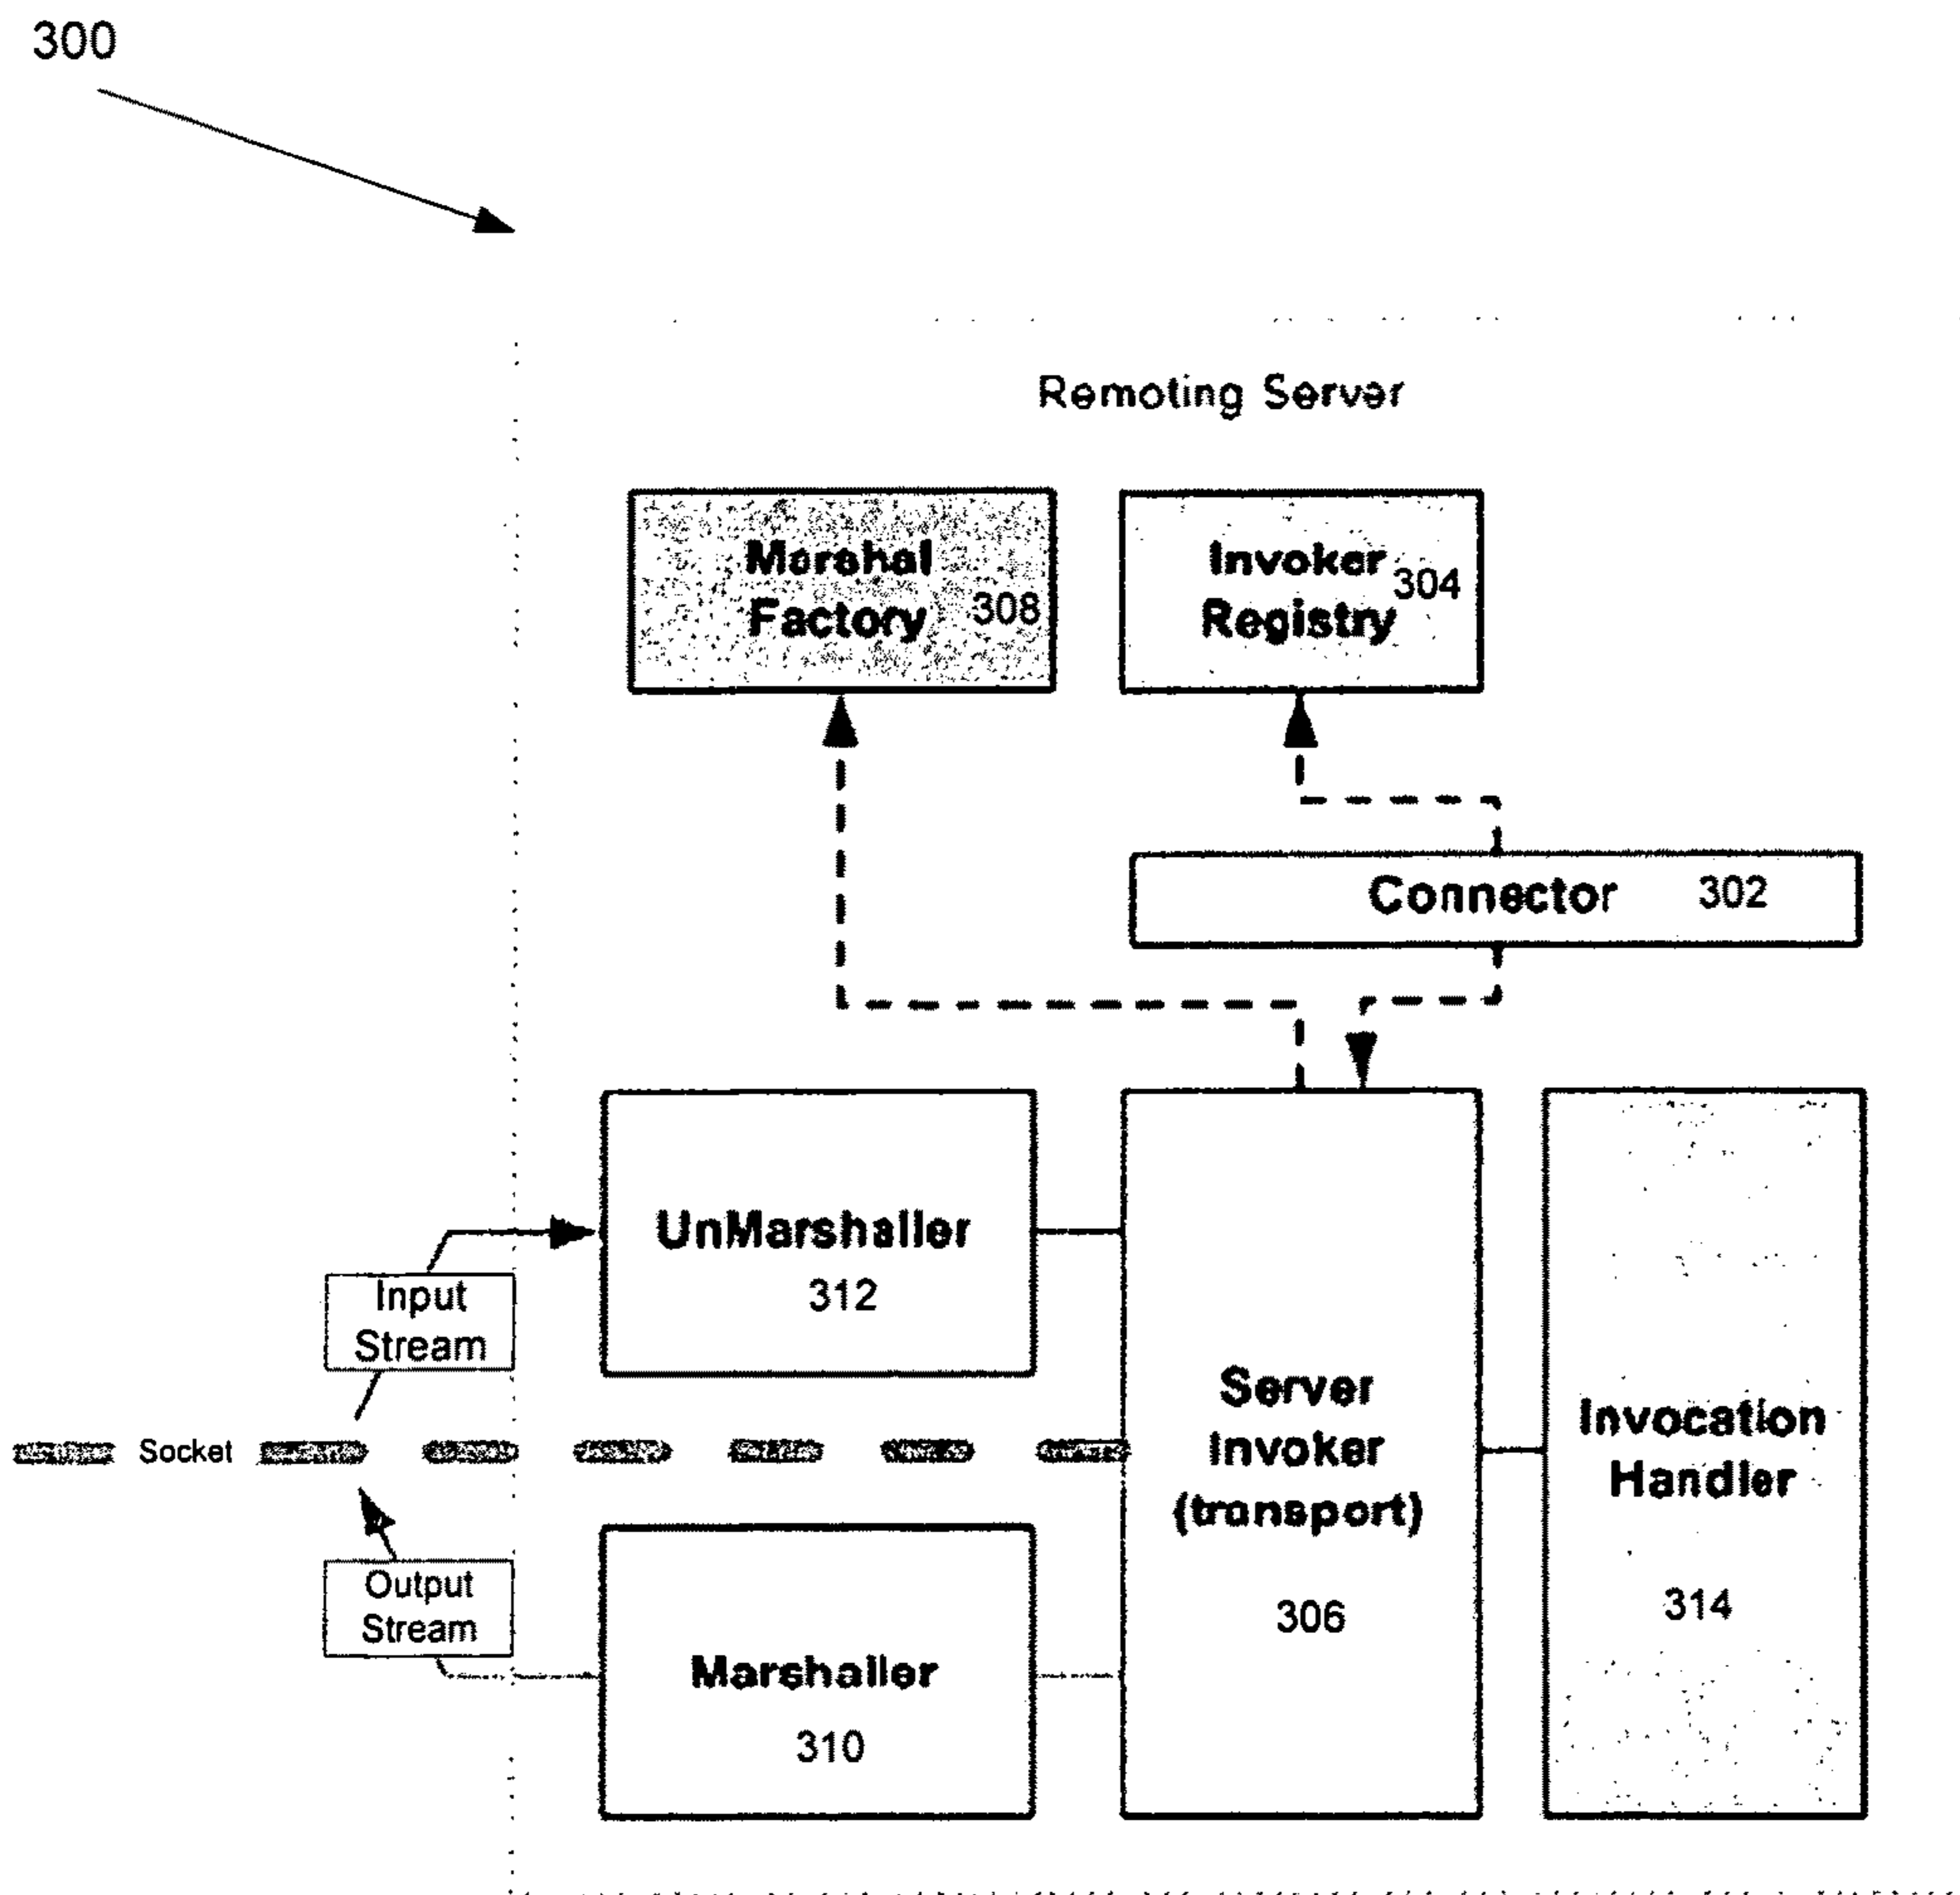 300
Remoting Server
Marshal
Factory 308
Invoker
Registry 304
Connector 302
UnMarshaller
312
Input
Stream
Socket
Server
Invoker
(transport)
306
Invocation
Handler
314
Output
Stream
Marshaller
310